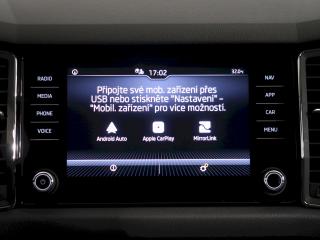 17:02
32.0°c
RADIO
MEDIA
PHONE
VOICE
NAV
APP
CAR
MENU
Připojte své mob. zařízení přes
USB nebo stiskněte "Nastavení" –
"Mobil. zařízení" pro více možností.
Android Auto
Apple CarPlay
MirrorLink